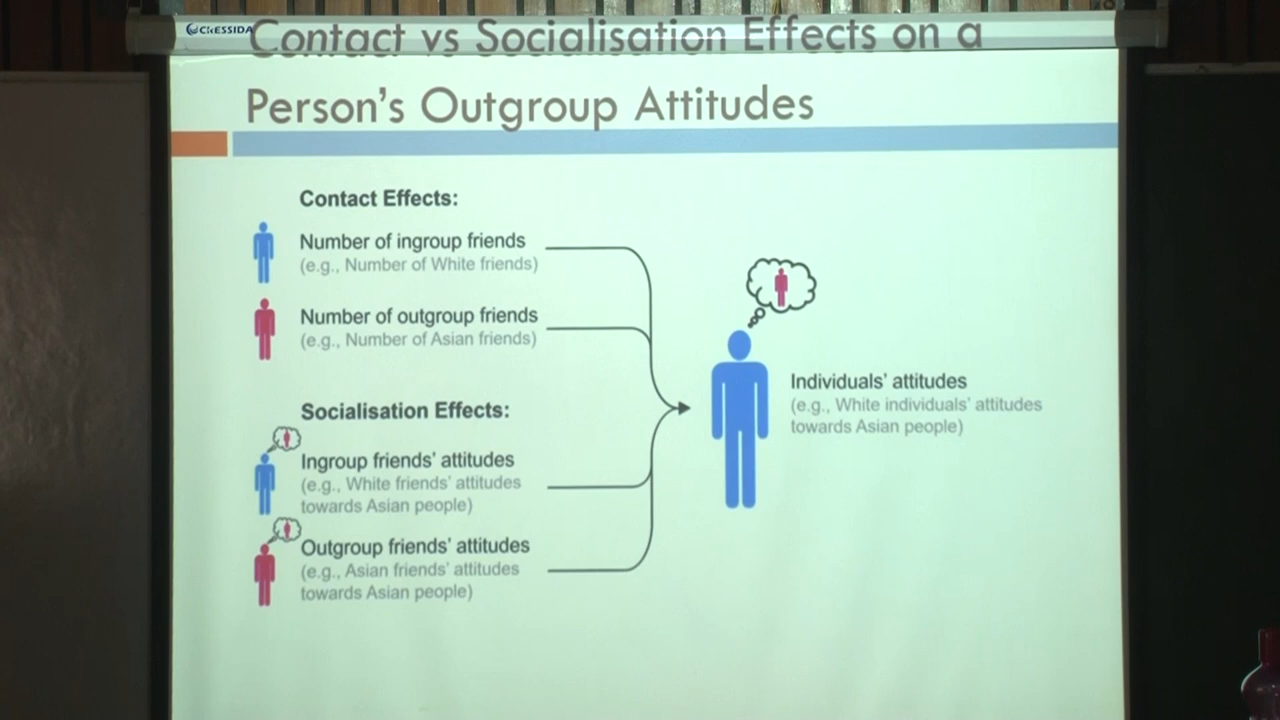 CRESSIDA
Contact vs Socialisation Effects on a
Person's Outgroup Attitudes
Contact Effects:
Number of ingroup friends
(e.g., Number of White friends)
Number of outgroup friends
(e.g., Number of Asian friends)
Socialisation Effects:
Ingroup friends' attitudes
(e.g., White friends' attitudes
towards Asian people)
Outgroup friends' attitudes
(e.g., Asian friends' attitudes
towards Asian people)
Individuals' attitudes
(e.g., White individuals' attitudes
towards Asian people)